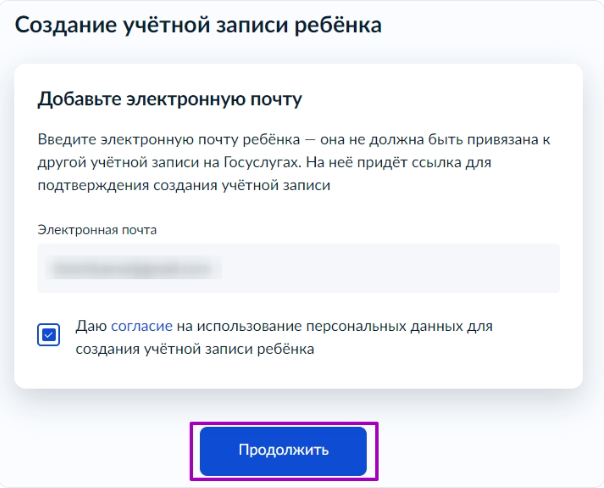 Создание учётной записи ребёнка
Добавьте электронную почту
Введите электронную почту ребёнка — она не должна быть привязана к
другой учётной записи на Госуслугах. На неё придёт ссылка для
подтверждения создания учётной записи
Электронная почта
Даю согласие на использование персональных данных для
создания учётной записи ребёнка
Продолжить